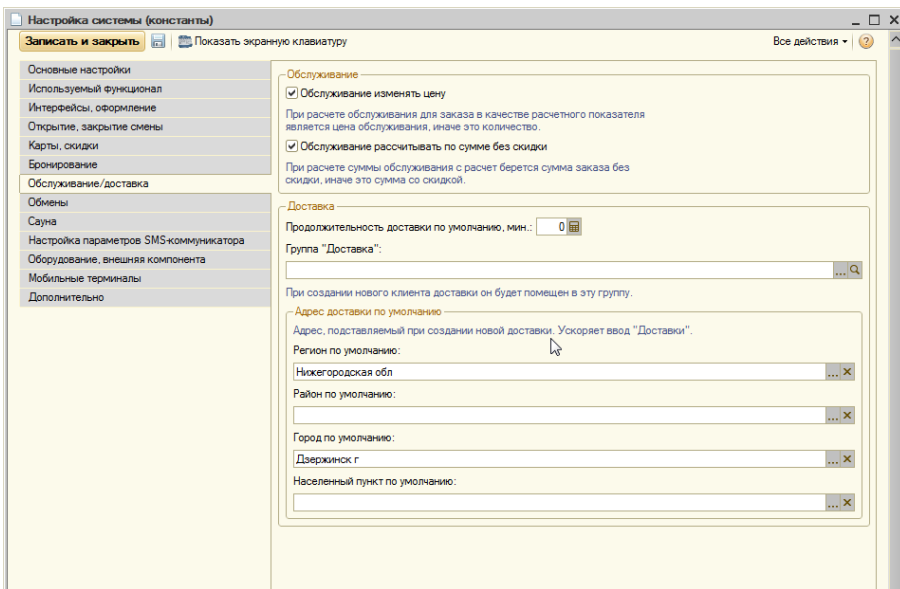 Настройка системы (константы)
Записать и закрыть
Показать экранную клавиатуру
Все действия
Основные настройки
Используемый функционал
Интерфейсы, оформление
Открытие, закрытие смены
Карты, скидки
Бронирование
Обслуживание/доставка
Обмены
Сауна
Настройка параметров SMS-коммуникатора
Оборудование, внешняя компонента
Мобильные терминалы
Дополнительно
Обслуживание
Обслуживание изменять цену
При расчете обслуживания для заказа в качестве расчетного показателя
является цена обслуживания, иначе это количество.
Обслуживание рассчитывать по сумме без скидки
При расчете суммы обслуживания с расчет берется сумма заказа без
скидки, иначе это сумма со скидкой.
Доставка
Продолжительность доставки по умолчанию, мин.: 0
Группа "Доставка":
...
При создании нового клиента доставки он будет помещен в эту группу.
Адрес доставки по умолчанию
Адрес, подставляемый при создании новой доставки. Ускоряет ввод "Доставки".
Регион по умолчанию:
Нижегородская обл ...
Район по умолчанию:
...
Город по умолчанию:
Дзержинск г ...
Населенный пункт по умолчанию:
...